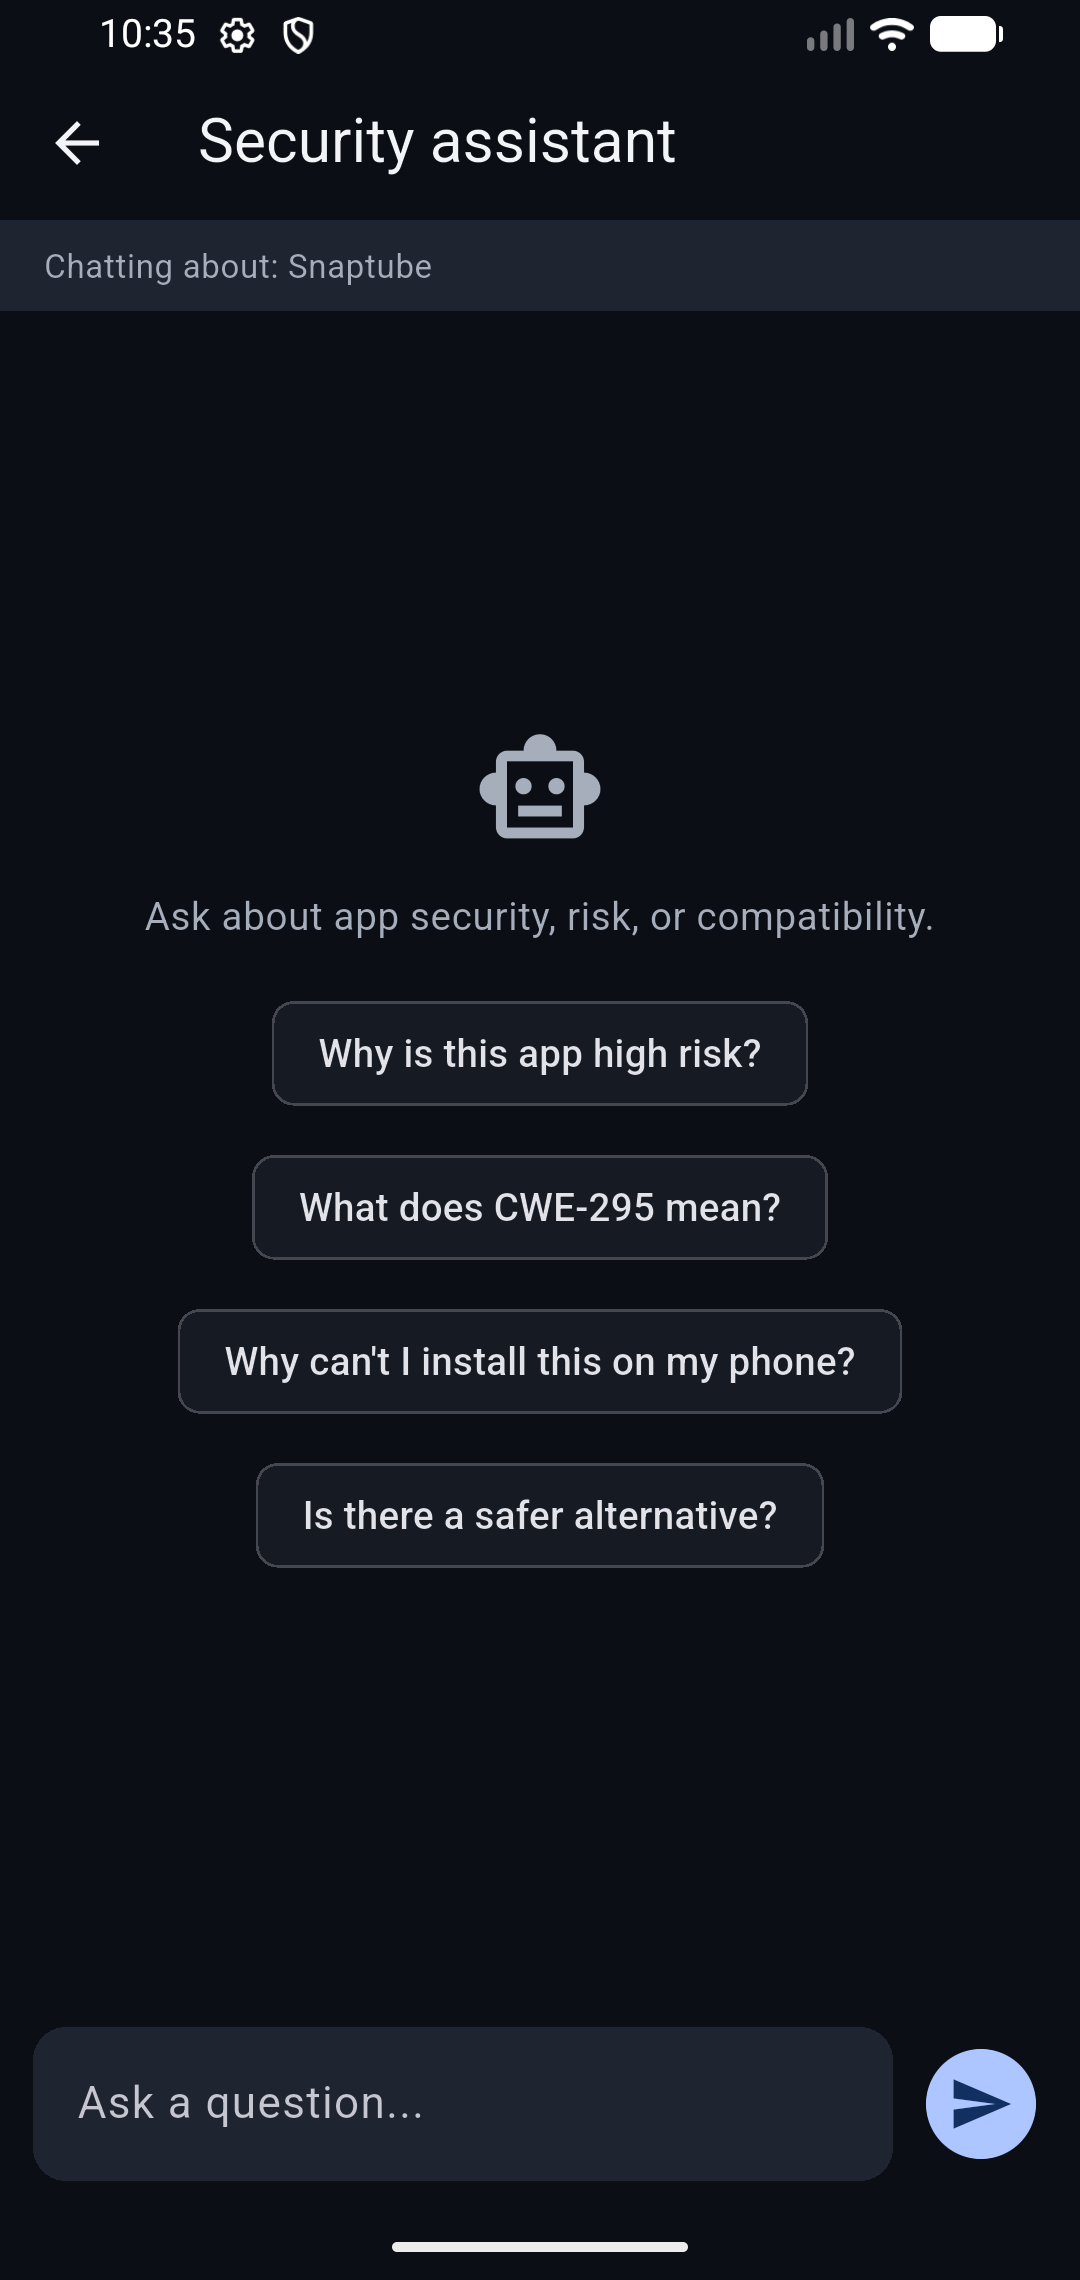 10:35
Security assistant
Chatting about: Snaptube
Ask about app security, risk, or compatibility.
Why is this app high risk?
What does CWE-295 mean?
Why can't I install this on my phone?
Is there a safer alternative?
Ask a question...